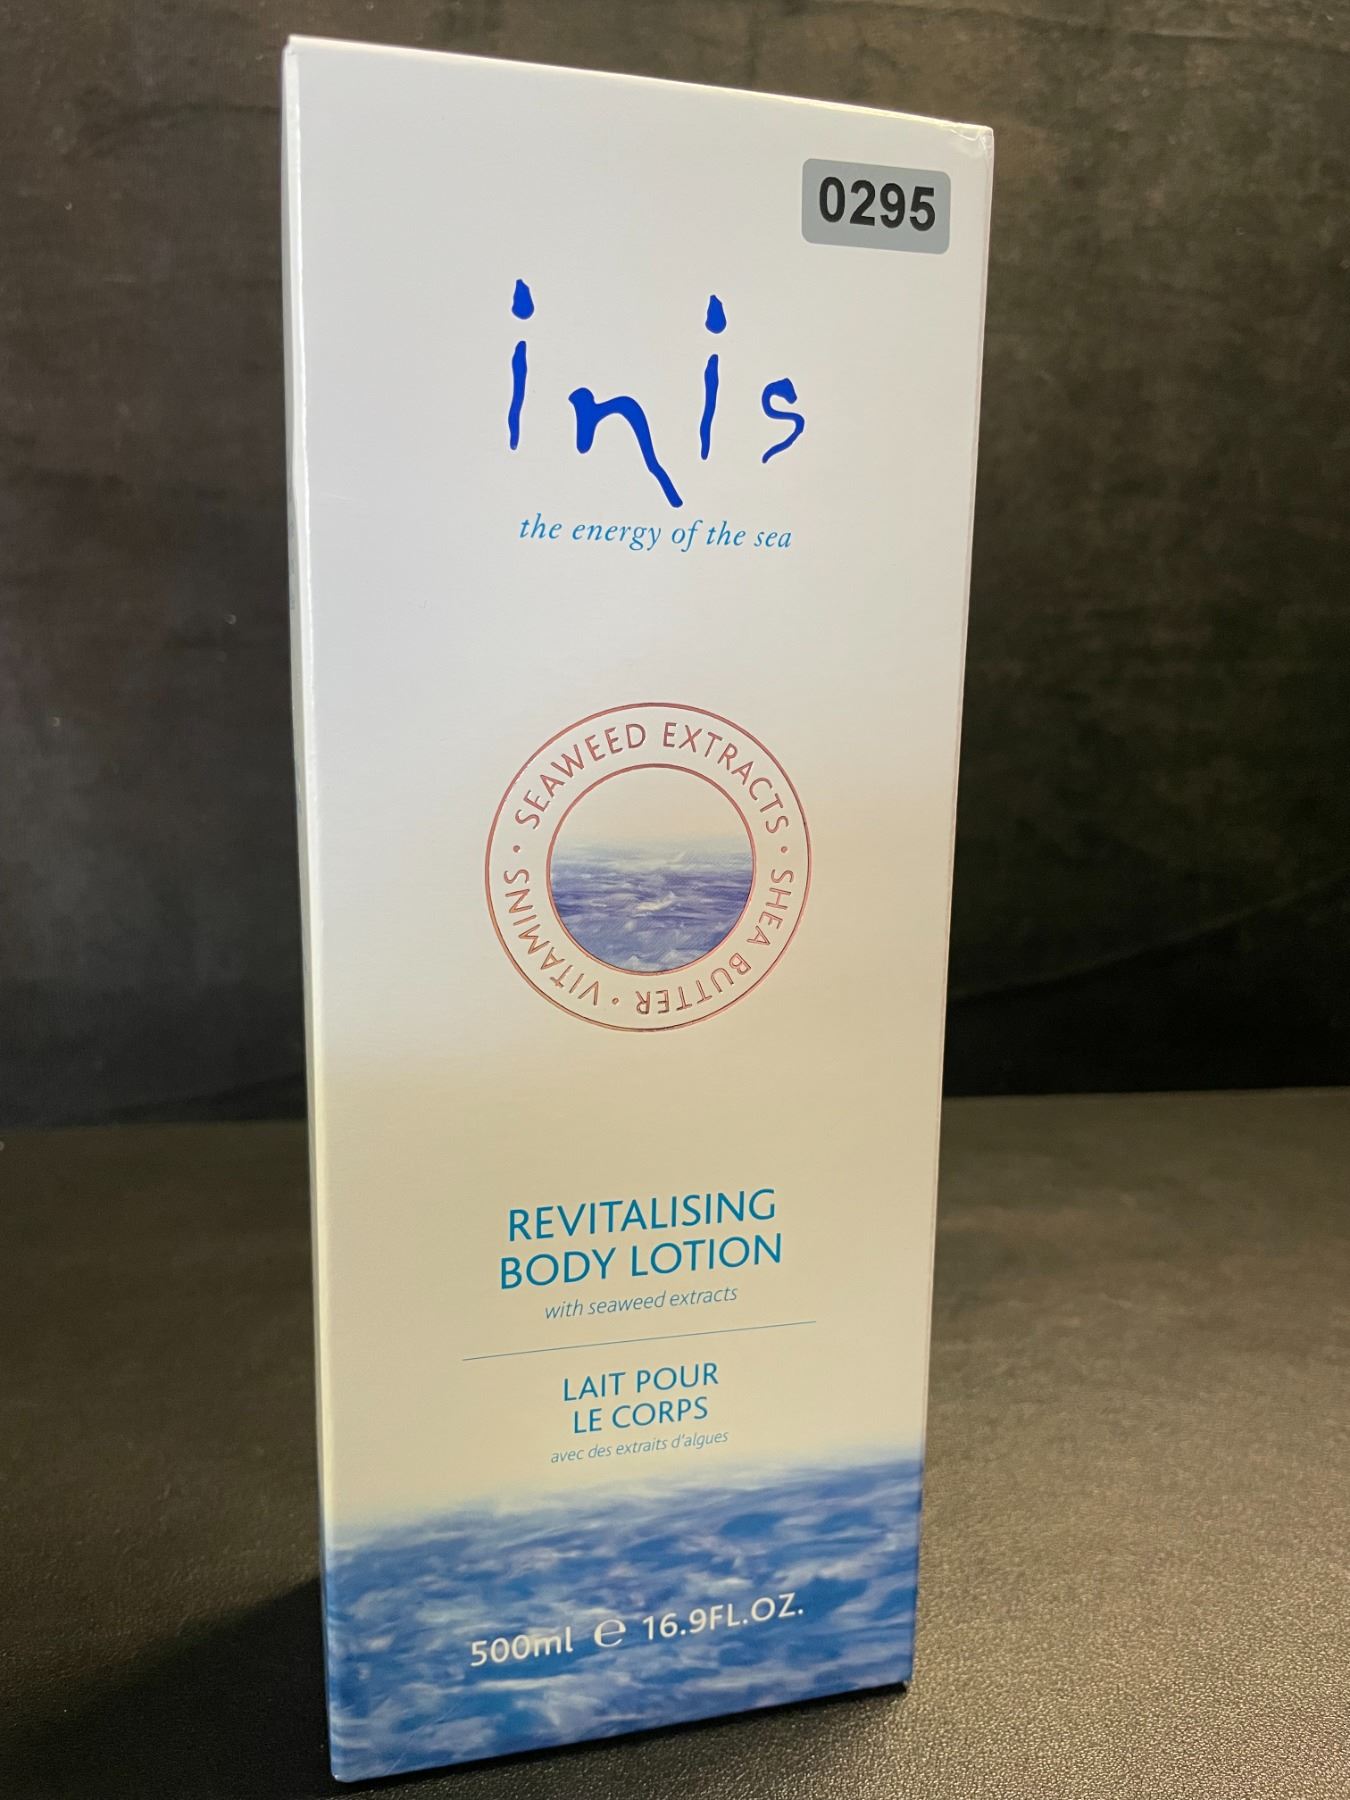 0295
inis
the energy of the sea
SEAWEED EXTRACTS · SHEA BUTTER · VITAMINS ·
REVITALISING
BODY LOTION
with seaweed extracts
LAIT POUR
LE CORPS
avec des extraits d'algues
500ml ℮ 16.9FL.OZ.